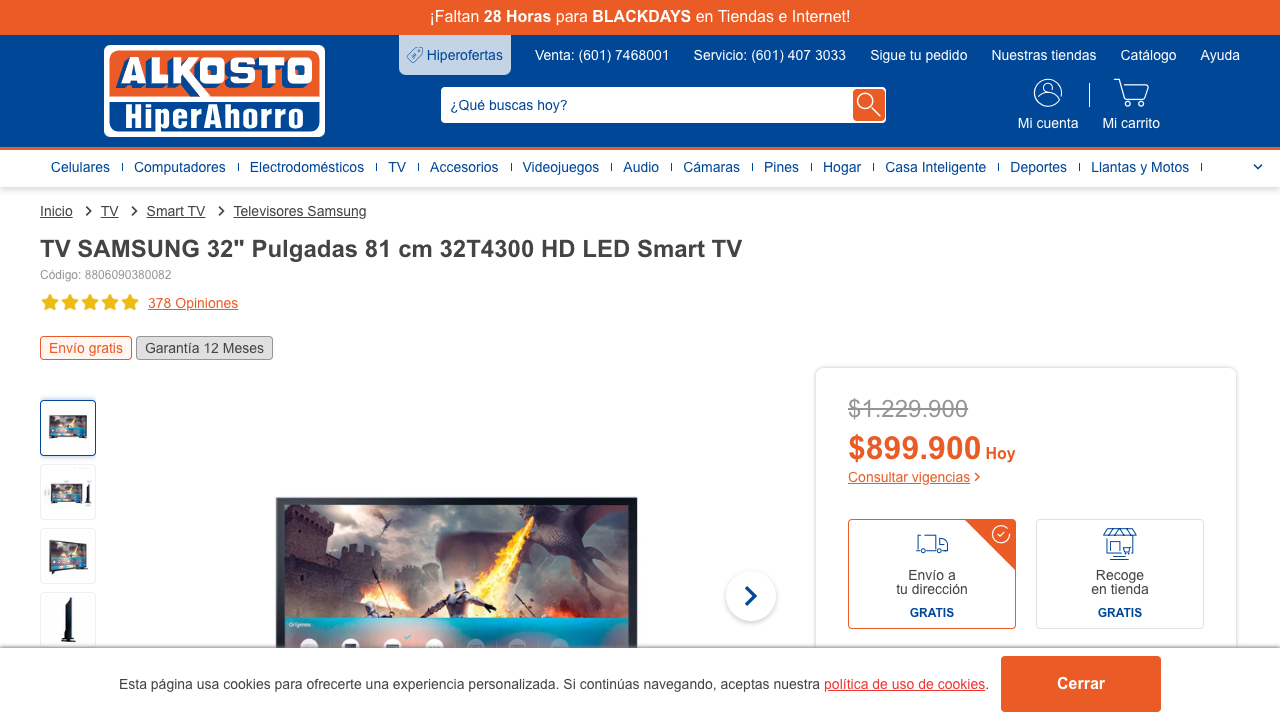 ¡Faltan 28 Horas para BLACKDAYS en Tiendas e Internet!
Hiperofertas
Venta: (601) 7468001
Servicio: (601) 407 3033
Sigue tu pedido
Nuestras tiendas
Catálogo
Ayuda
ALKOSTO
HiperAhorro
¿Qué buscas hoy?
Mi cuenta
Mi carrito
Celulares
Computadores
Electrodomésticos
TV
Accesorios
Videojuegos
Audio
Cámaras
Pines
Hogar
Casa Inteligente
Deportes
Llantas y Motos
Inicio
TV
Smart TV
Televisores Samsung
TV SAMSUNG 32" Pulgadas 81 cm 32T4300 HD LED Smart TV
Código: 8806090380082
378 Opiniones
Envío gratis
Garantía 12 Meses
$1.229.900
$899.900 Hoy
Consultar vigencias
Envío a
tu dirección
GRATIS
Recoge
en tienda
GRATIS
Orígenes
Esta página usa cookies para ofrecerte una experiencia personalizada. Si continúas navegando, aceptas nuestra política de uso de cookies.
Cerrar